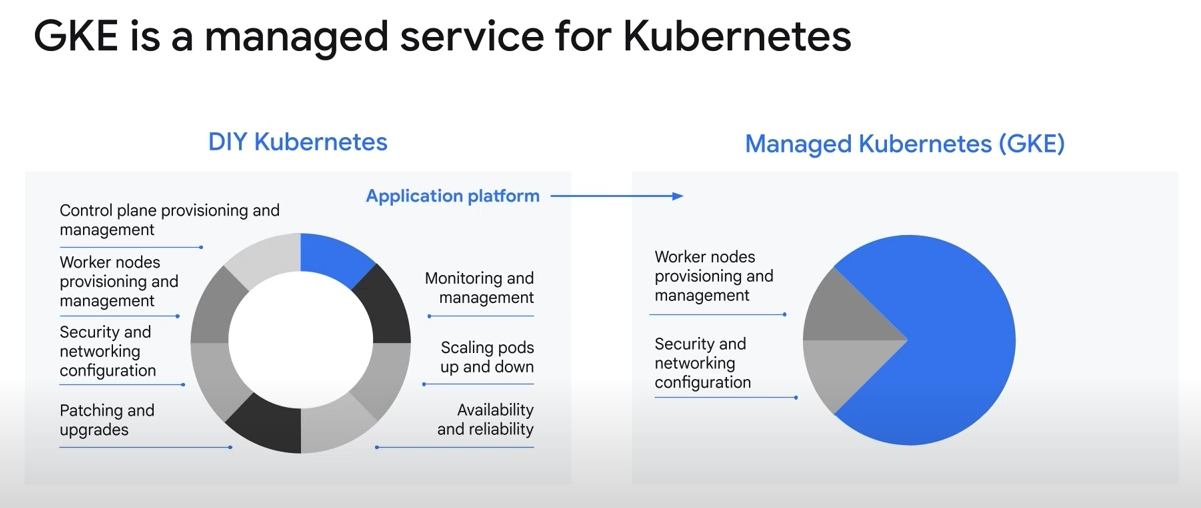 GKE is a managed service for Kubernetes
DIY Kubernetes
Application platform
Control plane provisioning and
management
Worker nodes
provisioning and
management
Security and
networking
configuration
Patching and
upgrades
Monitoring and
management
Scaling pods
up and down
Availability
and reliability
Managed Kubernetes (GKE)
Worker nodes
provisioning and
management
Security and
networking
configuration